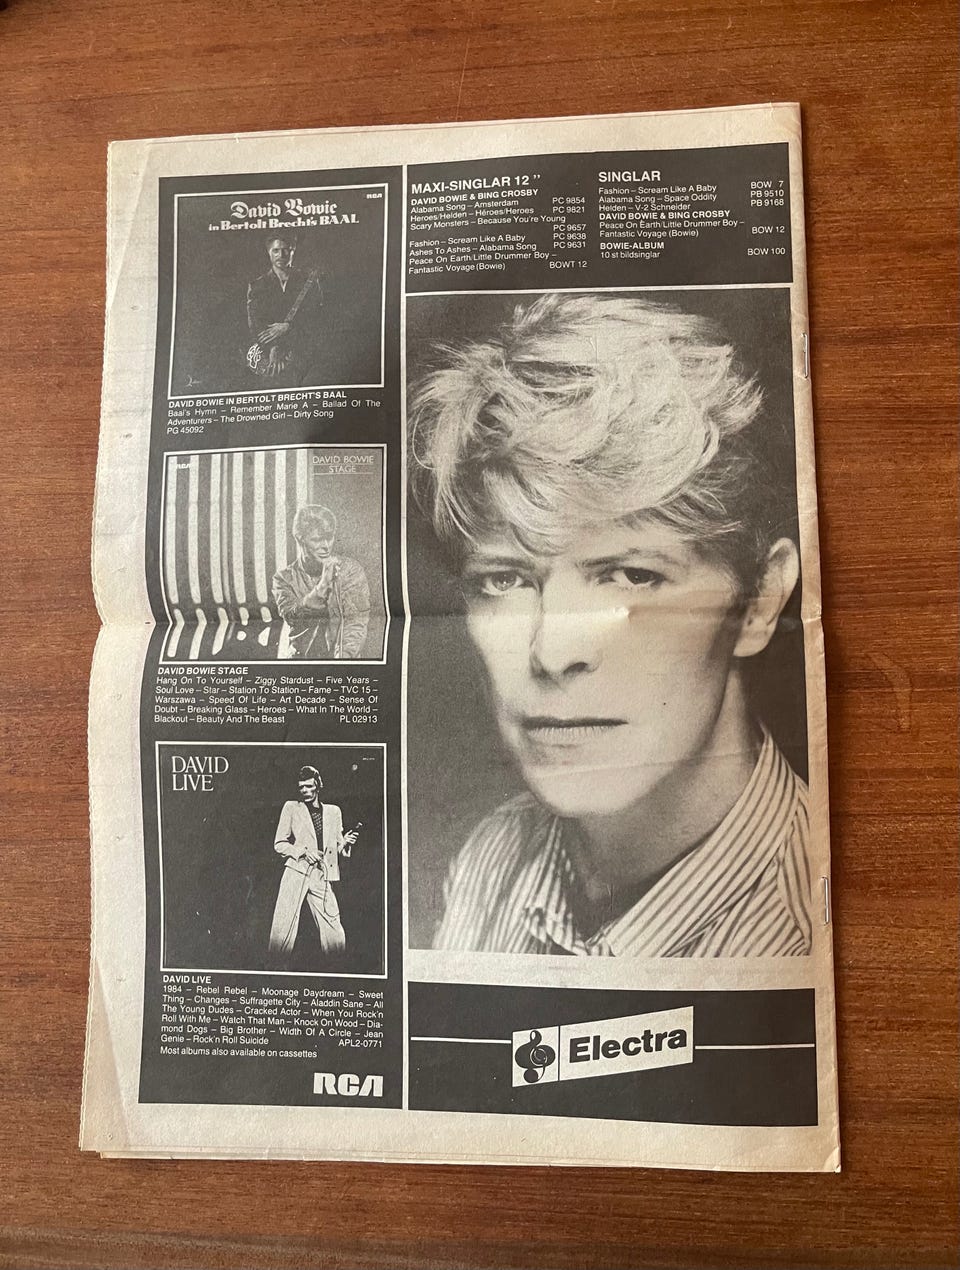 RCA
David Bowie
in Bertolt Brecht's BAAL
DAVID BOWIE IN BERTOLT BRECHT'S BAAL
Baal's Hymn – Remember Marie A – Ballad Of The
Adventurers – The Drowned Girl – Dirty Song
PG 45092
RCA
DAVID BOWIE
STAGE
DAVID BOWIE STAGE
Hang On To Yourself – Ziggy Stardust – Five Years –
Soul Love – Star – Station To Station – Fame – TVC 15 –
Warszawa – Speed Of Life – Art Decade – Sense Of
Doubt – Breaking Glass – Heroes – What In The World –
Blackout – Beauty And The Beast PL 02913
DAVID
LIVE
DAVID LIVE
1984 – Rebel Rebel – Moonage Daydream – Sweet
Thing – Changes – Suffragette City – Aladdin Sane – All
The Young Dudes – Cracked Actor – When You Rock'n
Roll With Me – Watch That Man – Knock On Wood – Dia-
mond Dogs – Big Brother – Width Of A Circle – Jean
Genie – Rock'n Roll Suicide APL2-0771
Most albums also available on cassettes
RCA
MAXI-SINGLAR 12 ''
DAVID BOWIE & BING CROSBY
Alabama Song – Amsterdam PC 9854
Heroes/Helden – Héroes/Heroes PC 9821
Scary Monsters – Because You're Young
PC 9657
Fashion – Scream Like A Baby PC 9638
Ashes To Ashes – Alabama Song PC 9631
Peace On Earth/Little Drummer Boy –
Fantastic Voyage (Bowie) BOWT 12
SINGLAR
Fashion – Scream Like A Baby BOW 7
Alabama Song – Space Oddity PB 9510
Helden – V-2 Schneider PB 9168
DAVID BOWIE & BING CROSBY
Peace On Earth/Little Drummer Boy –
Fantastic Voyage (Bowie) BOW 12
BOWIE-ALBUM
10 st bildsinglar BOW 100
Electra